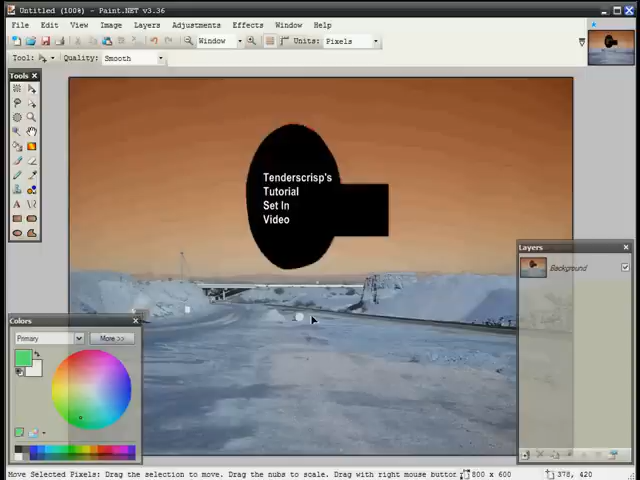 Untitled (100%) - Paint.NET v3.36
File Edit View Image Layers Adjustments Effects Window Help
Window Units: Pixels
Tool: Quality: Smooth
Tools
Tenderscrisp's
Tutorial
Set In
Video
Layers
Background
Colors
Primary
More >>
Move Selected Pixels: Drag the selection to move. Drag the nubs to scale. Drag with right mouse button
800 x 600
378, 420